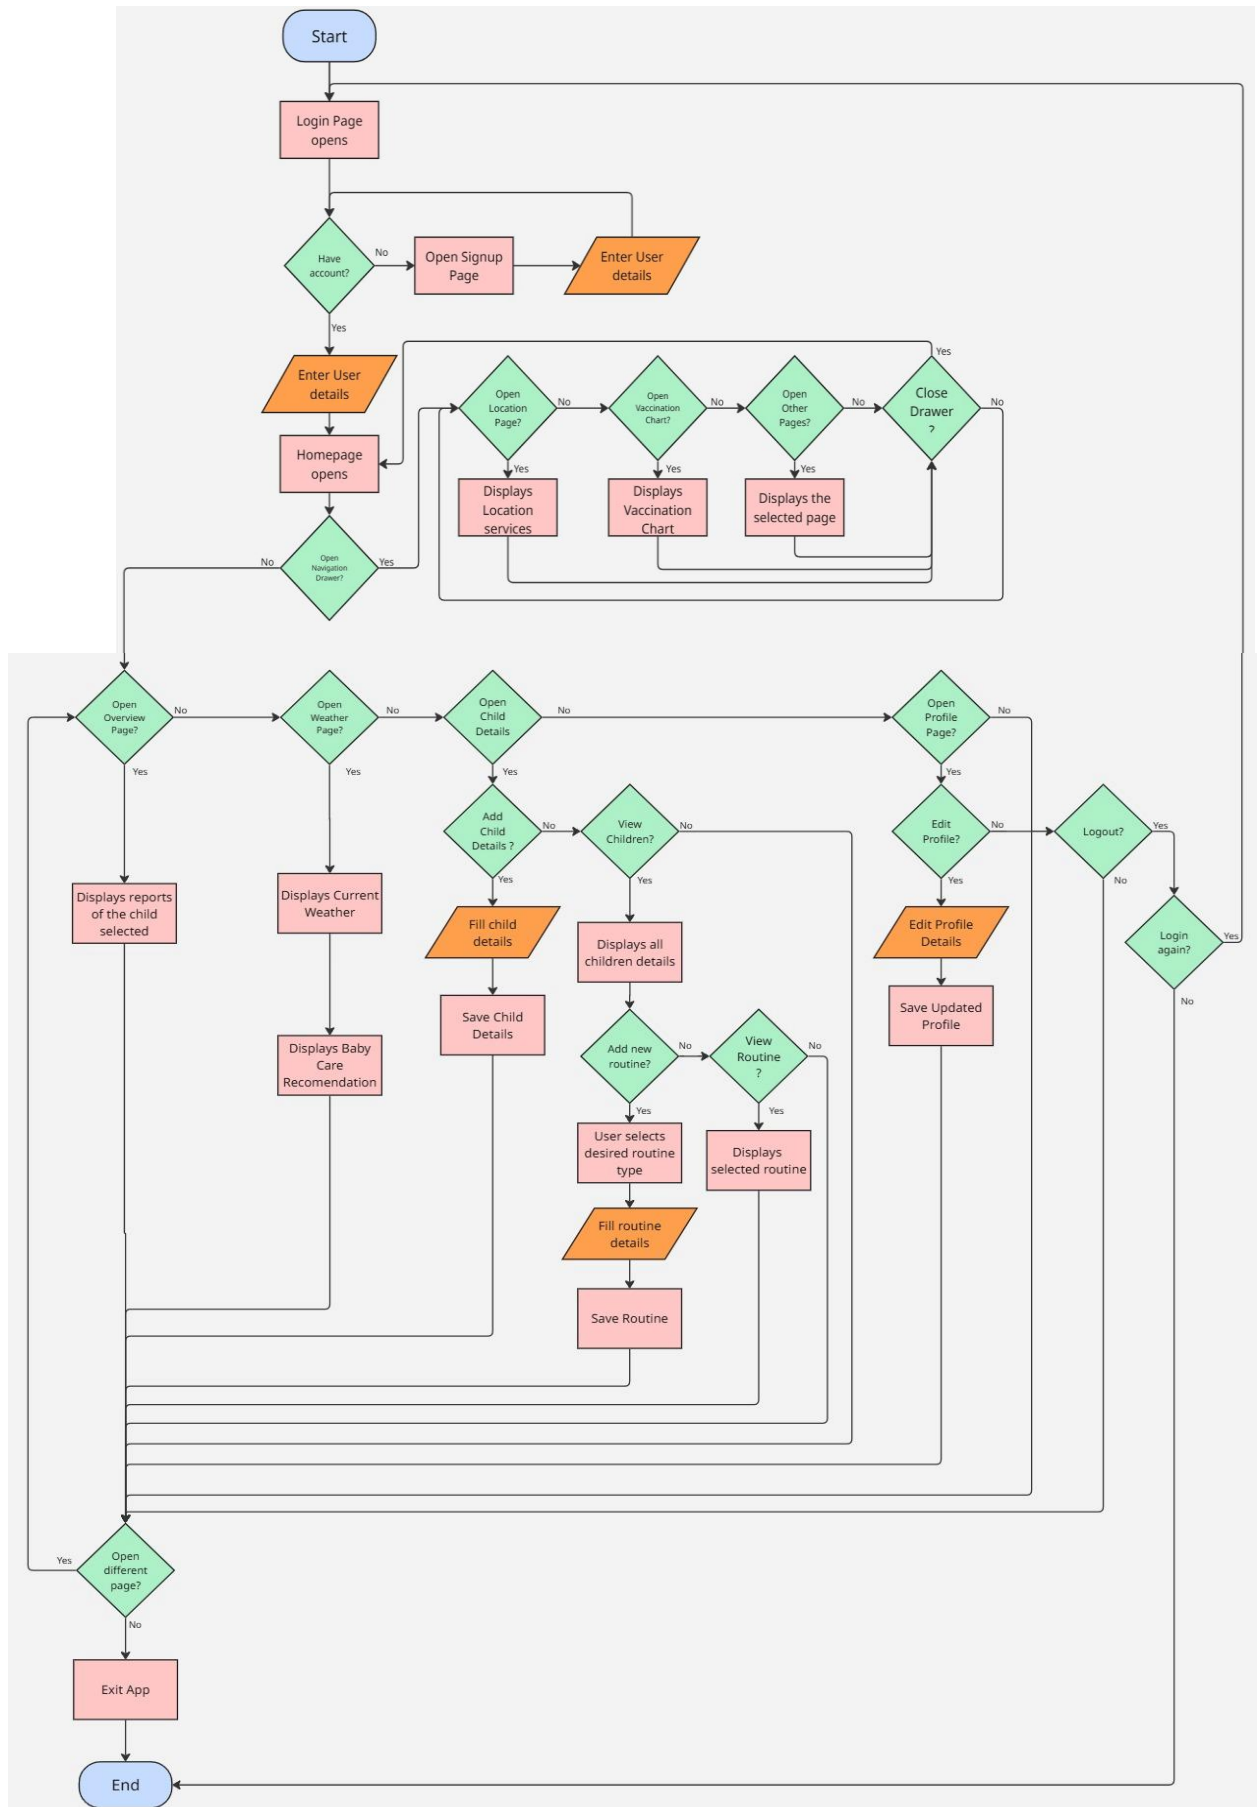 Start
Login Page
opens
Have
account?
No
Open Signup
Page
Enter User
details
Yes
Enter User
details
Homepage
opens
Open
Navigation
Drawer?
No
Yes
Open
Location
Page?
No
Open
Vaccination
Chart?
No
Open
Other
Pages?
No
Yes
Close
Drawer
?
No
Yes
Displays
Location
services
Yes
Displays
Vaccination
Chart
Yes
Displays the
selected page
Open
Overview
Page?
No
Open
Weather
Page?
No
Open
Child
Details
No
Open
Profile
Page?
No
Yes
Yes
Yes
Yes
Add
Child
Details ?
No
View
Children?
No
Edit
Profile?
No
Logout?
Yes
Yes
Yes
Yes
No
Displays reports
of the child
selected
Displays Current
Weather
Fill child
details
Displays all
children details
Edit Profile
Details
Login
again?
Yes
No
Save Child
Details
Save Updated
Profile
Displays Baby
Care
Recomendation
Add new
routine?
No
View
Routine
?
No
Yes
Yes
User selects
desired routine
type
Displays
selected routine
Fill routine
details
Save Routine
Open
different
page?
Yes
No
Exit App
End